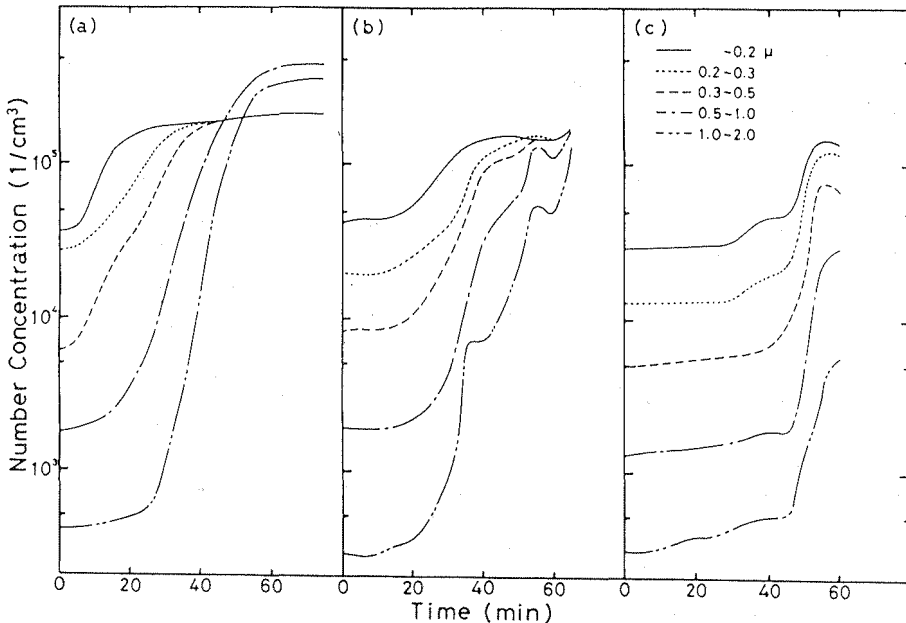 (a)
(b)
(c)
-0.2 μ
0.2-0.3
0.3-0.5
0.5-1.0
1.0-2.0
Number Concentration (1/cm³)
10⁵
10⁴
10³
0 20 40 60 0 20 40 60 0 20 40 60
Time (min)